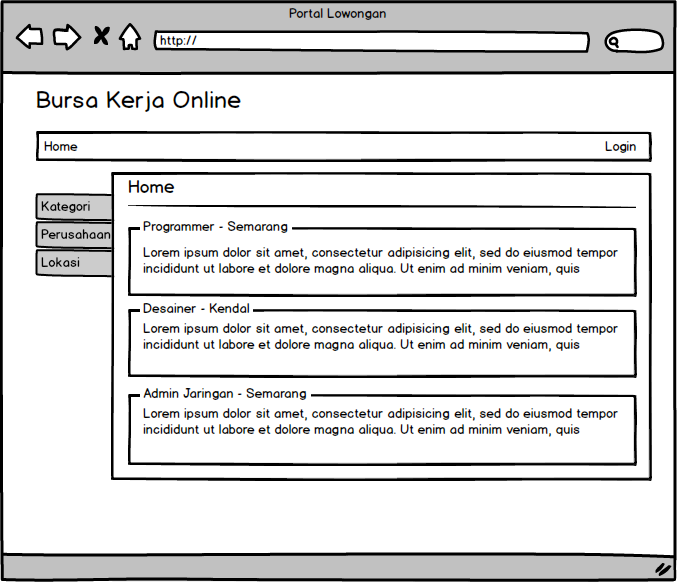 Portal Lowongan
http://
Bursa Kerja Online
Home
Login
Kategori
Perusahaan
Lokasi
Home
Programmer - Semarang
Lorem ipsum dolor sit amet, consectetur adipisicing elit, sed do eiusmod tempor
incididunt ut labore et dolore magna aliqua. Ut enim ad minim veniam, quis
Desainer - Kendal
Lorem ipsum dolor sit amet, consectetur adipisicing elit, sed do eiusmod tempor
incididunt ut labore et dolore magna aliqua. Ut enim ad minim veniam, quis
Admin Jaringan - Semarang
Lorem ipsum dolor sit amet, consectetur adipisicing elit, sed do eiusmod tempor
incididunt ut labore et dolore magna aliqua. Ut enim ad minim veniam, quis